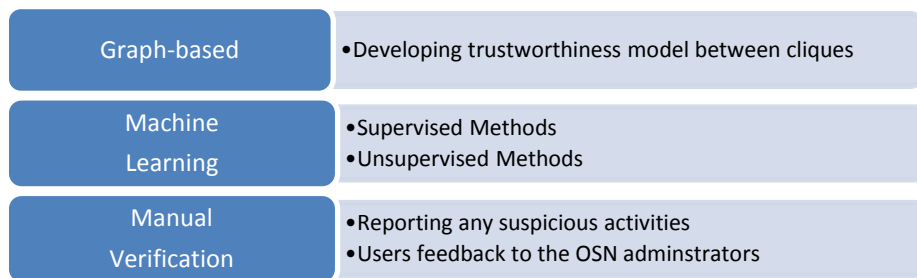 Graph-based
•Developing trustworthiness model between cliques
Machine
Learning
•Supervised Methods
•Unsupervised Methods
Manual
Verification
•Reporting any suspicious activities
•Users feedback to the OSN adminstrators